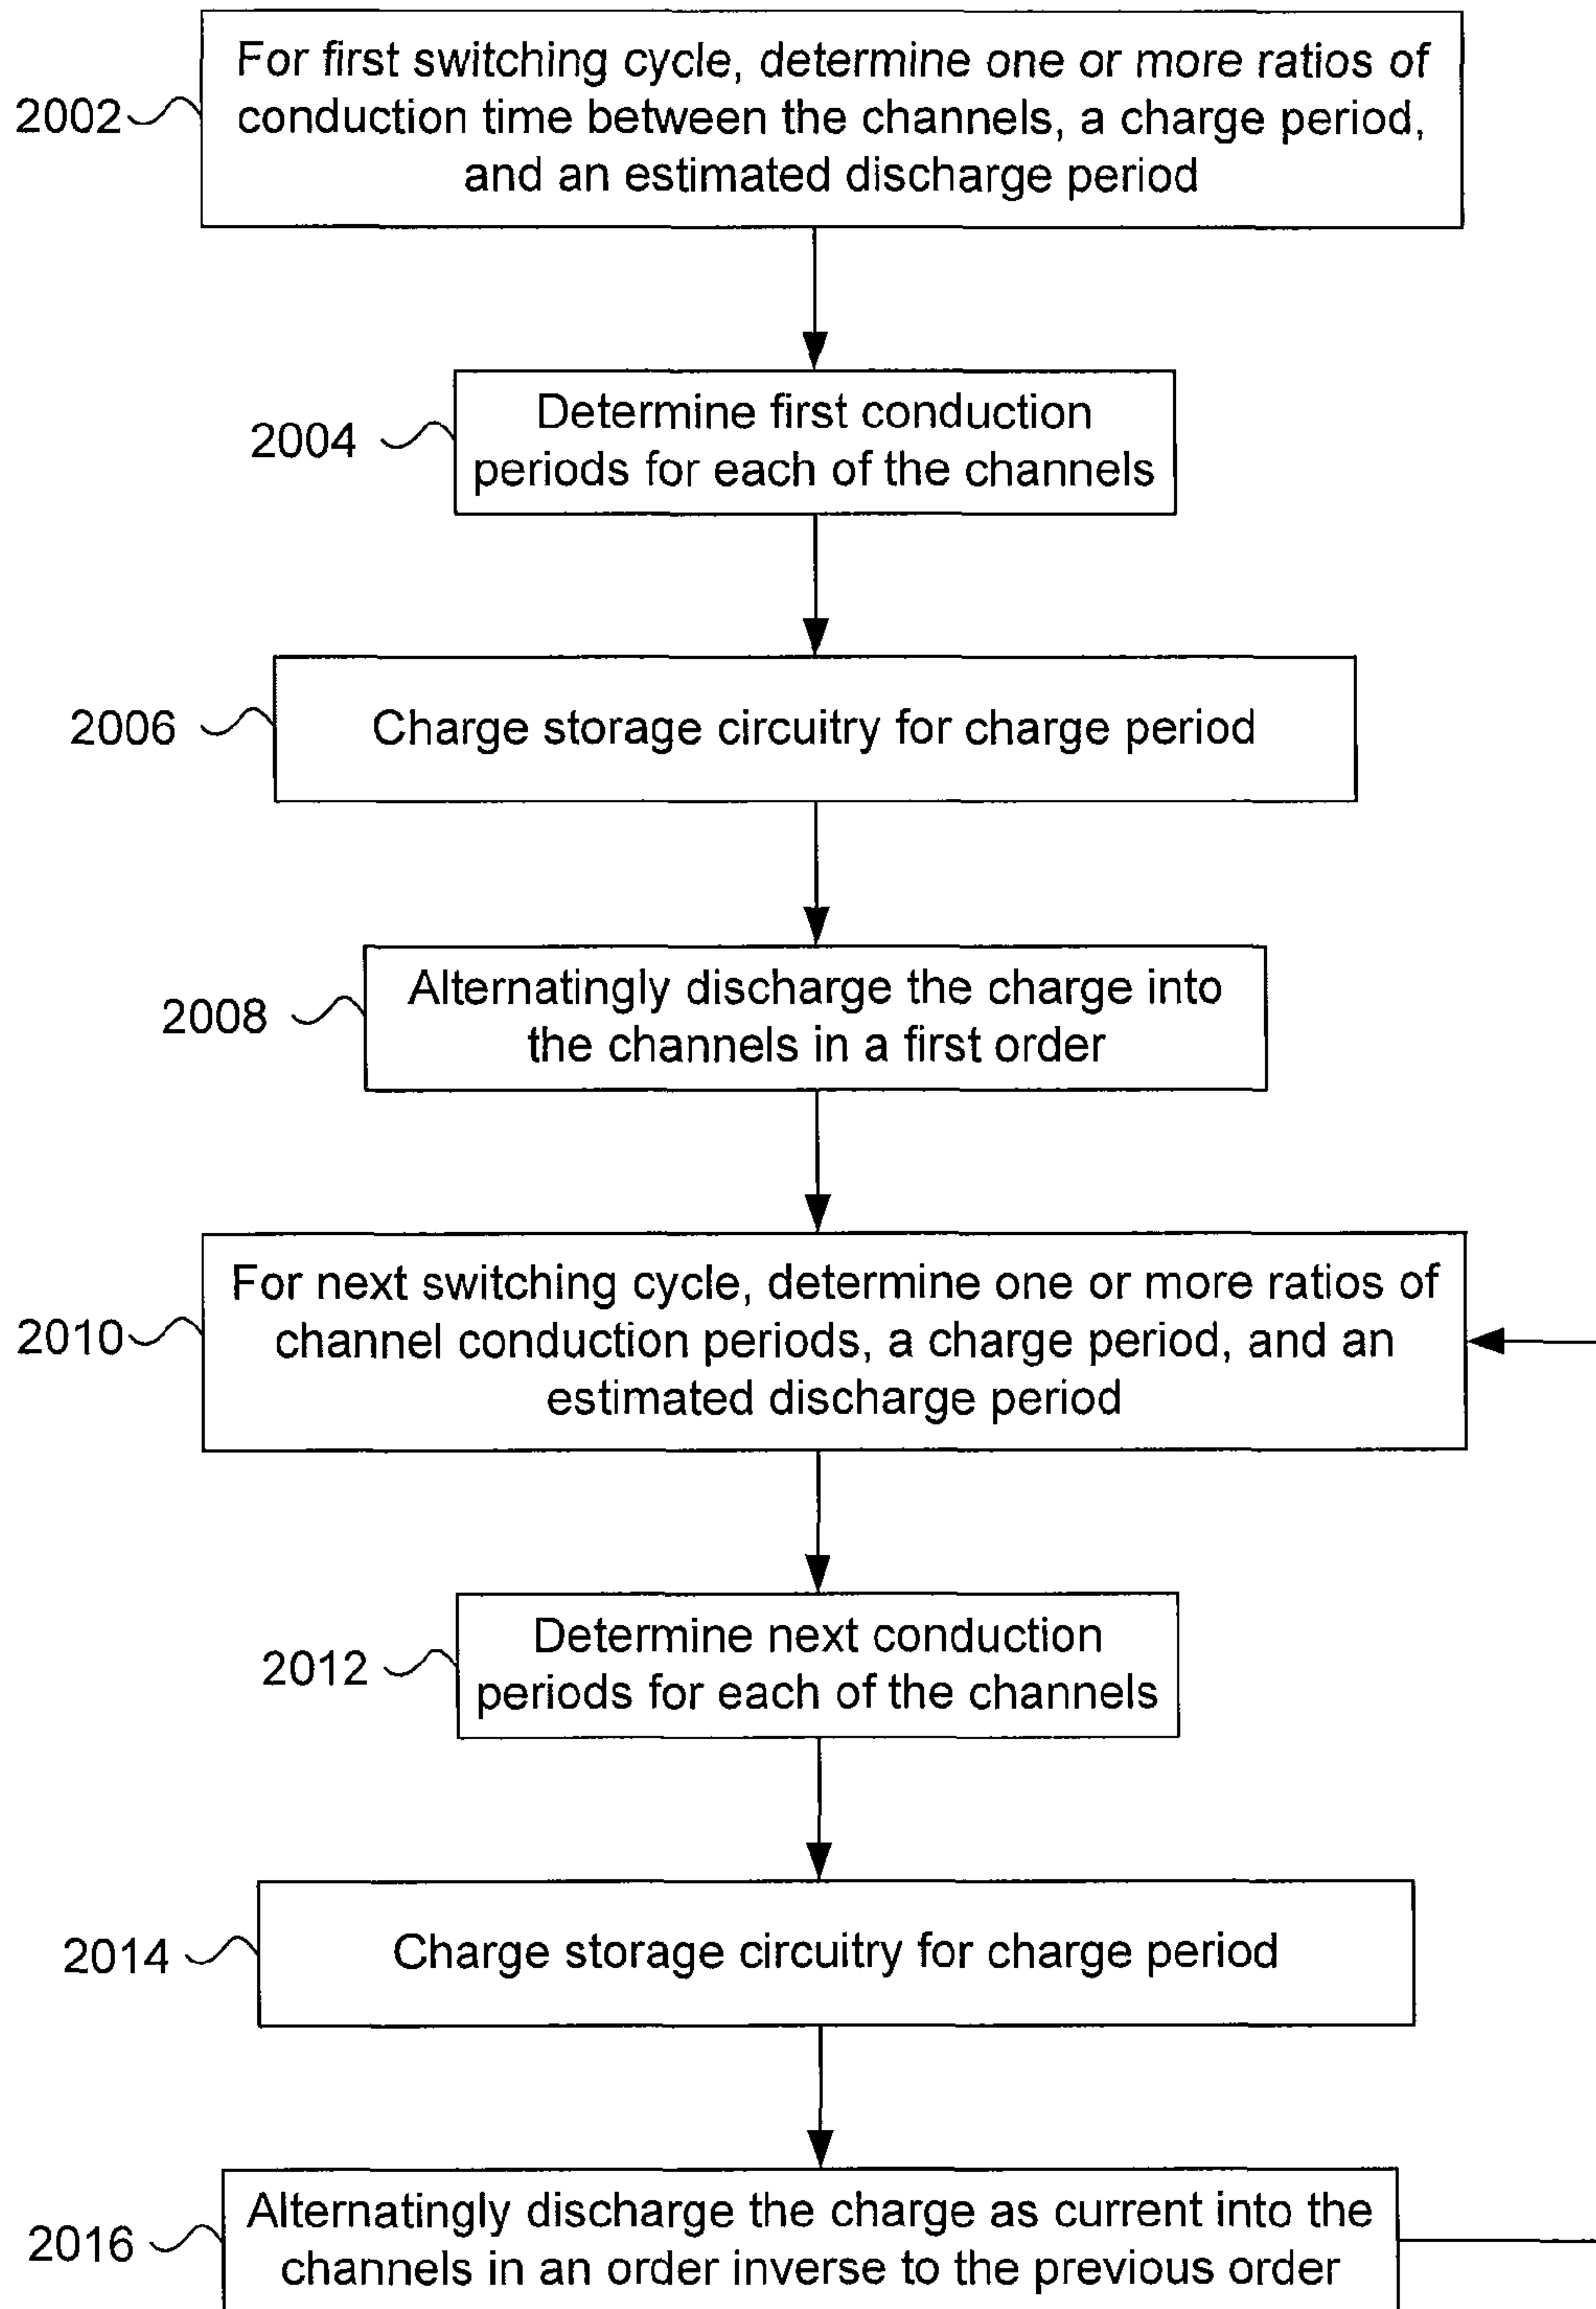 For first switching cycle, determine one or more ratios of
2002
conduction time between the channels, a charge period,
and an estimated discharge period
Determine first conduction
2004
periods for each of the channels
2006
Charge storage circuitry for charge period
Alternatingly discharge the charge into
2008
the channels in a first order
For next switching cycle, determine one or more ratios of
2010
channel conduction periods, a charge period, and an
estimated discharge period
Determine next conduction
2012
periods for each of the channels
2014
Charge storage circuitry for charge period
Alternatingly discharge the charge as current into the
2016
channels in an order inverse to the previous order